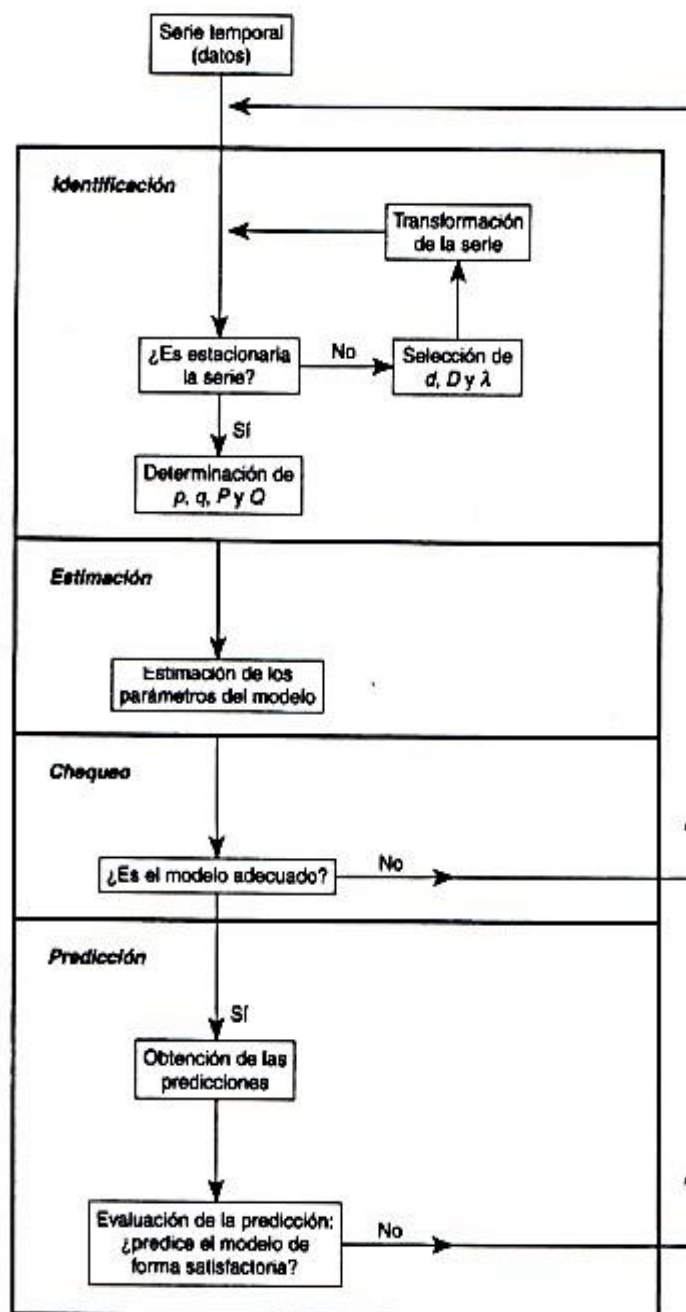 Serie temporal
(datos)
Identificación
Transformación
de la serie
¿Es estacionaria
la serie?
No
Selección de
d, D y λ
Sí
Determinación de
p, q, P y Q
Estimación
Estimación de los
parámetros del modelo
Chequeo
¿Es el modelo adecuado?
No
Predicción
Sí
Obtención de las
predicciones
Evaluación de la predicción:
¿predice el modelo de
forma satisfactoria?
No